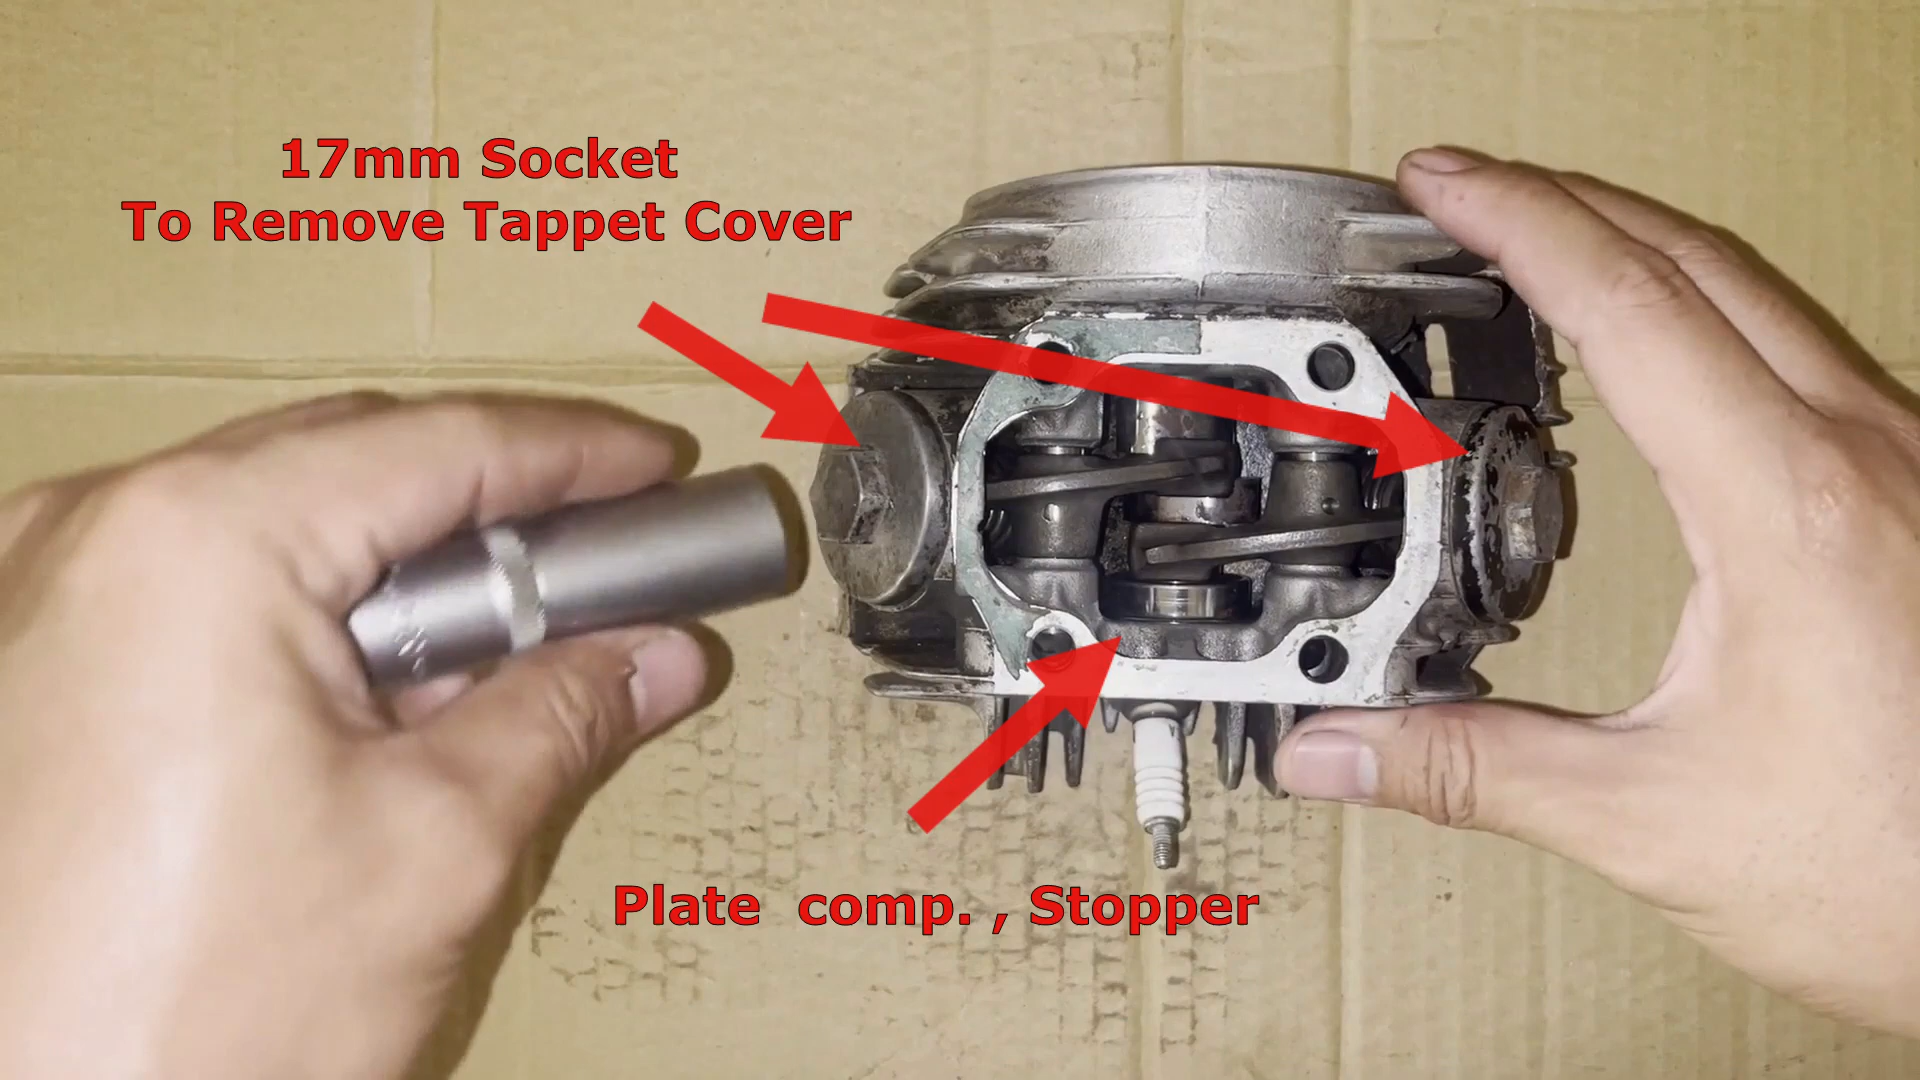 17mm Socket
To Remove Tappet Cover
Plate comp. , Stopper